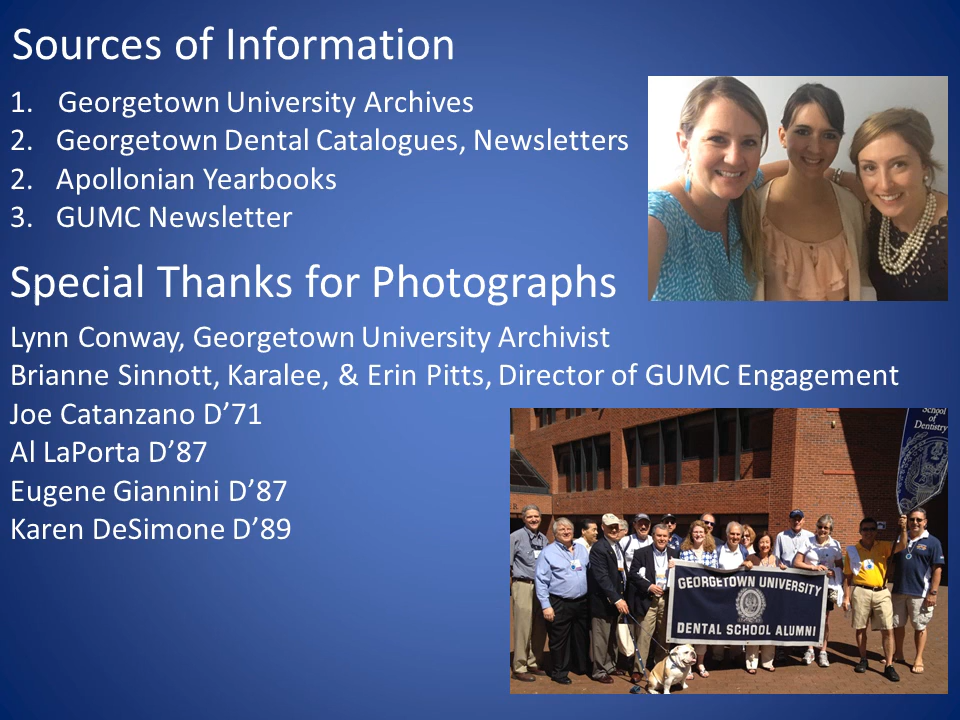 Sources of Information
1. Georgetown University Archives
2. Georgetown Dental Catalogues, Newsletters
2. Apollonian Yearbooks
3. GUMC Newsletter
Special Thanks for Photographs
Lynn Conway, Georgetown University Archivist
Brianne Sinnott, Karalee, & Erin Pitts, Director of GUMC Engagement
Joe Catanzano D’71
Al LaPorta D’87
Eugene Giannini D’87
Karen DeSimone D’89
School
of
Dentistry
GEORGETOWN UNIVERSITY
DENTAL SCHOOL ALUMNI